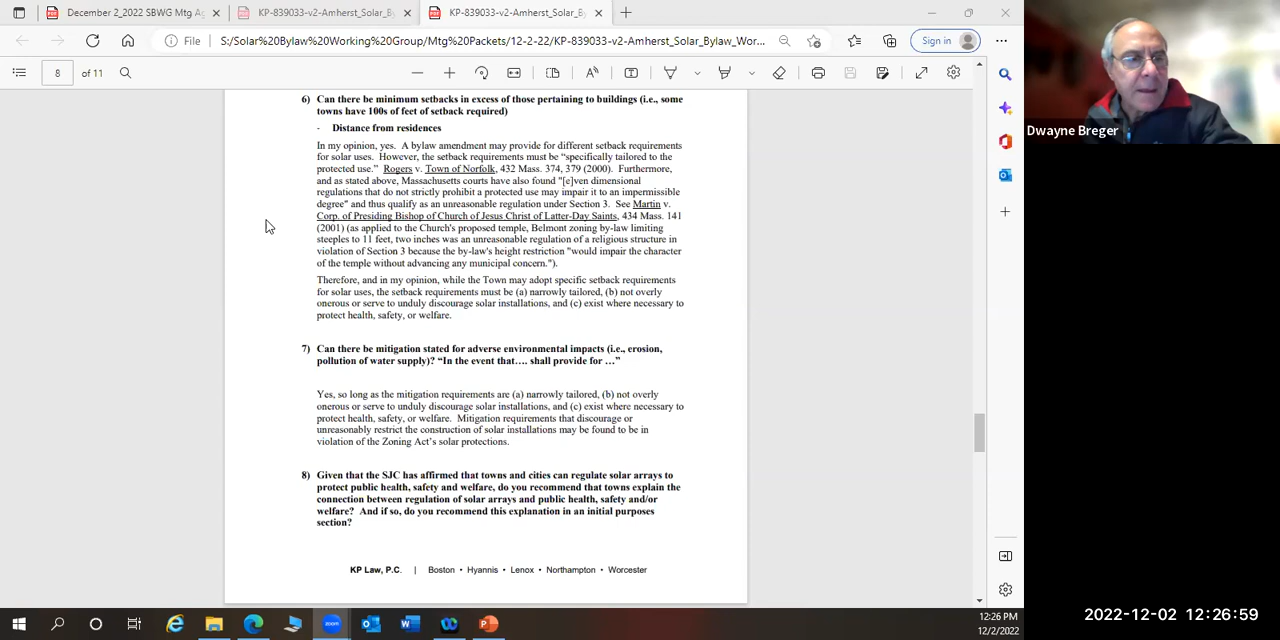 December 2_2022 SBWG Mtg Ag
KP-839033-v2-Amherst_Solar_By
KP-839033-v2-Amherst_Solar_By
File
S:/Solar%20Bylaw%20Working%20Group/Mtg%20Packets/12-2-22/KP-839033-v2-Amherst_Solar_Bylaw_Wor...
Sign in
8 of 11
6) Can there be minimum setbacks in excess of those pertaining to buildings (i.e., some
towns have 100s of feet of setback required)
- Distance from residences
In my opinion, yes. A bylaw amendment may provide for different setback requirements
for solar uses. However, the setback requirements must be “specifically tailored to the
protected use.” Rogers v. Town of Norfolk, 432 Mass. 374, 379 (2000). Furthermore,
and as stated above, Massachusetts courts have also found "[e]ven dimensional
regulations that do not strictly prohibit a protected use may impair it to an impermissible
degree" and thus qualify as an unreasonable regulation under Section 3. See Martin v.
Corp. of Presiding Bishop of Church of Jesus Christ of Latter-Day Saints, 434 Mass. 141
(2001) (as applied to the Church's proposed temple, Belmont zoning by-law limiting
steeples to 11 feet, two inches was an unreasonable regulation of a religious structure in
violation of Section 3 because the by-law's height restriction "would impair the character
of the temple without advancing any municipal concern.").
Therefore, and in my opinion, while the Town may adopt specific setback requirements
for solar uses, the setback requirements must be (a) narrowly tailored, (b) not overly
onerous or serve to unduly discourage solar installations, and (c) exist where necessary to
protect health, safety, or welfare.
7) Can there be mitigation stated for adverse environmental impacts (i.e., erosion,
pollution of water supply)? “In the event that…. shall provide for …”
Yes, so long as the mitigation requirements are (a) narrowly tailored, (b) not overly
onerous or serve to unduly discourage solar installations, and (c) exist where necessary to
protect health, safety, or welfare. Mitigation requirements that discourage or
unreasonably restrict the construction of solar installations may be found to be in
violation of the Zoning Act’s solar protections.
8) Given that the SJC has affirmed that towns and cities can regulate solar arrays to
protect public health, safety and welfare, do you recommend that towns explain the
connection between regulation of solar arrays and public health, safety and/or
welfare? And if so, do you recommend this explanation in an initial purposes
section?
KP Law, P.C. | Boston • Hyannis • Lenox • Northampton • Worcester
Dwayne Breger
zoom
12:26 PM
12/2/2022
2022-12-02 12:26:59